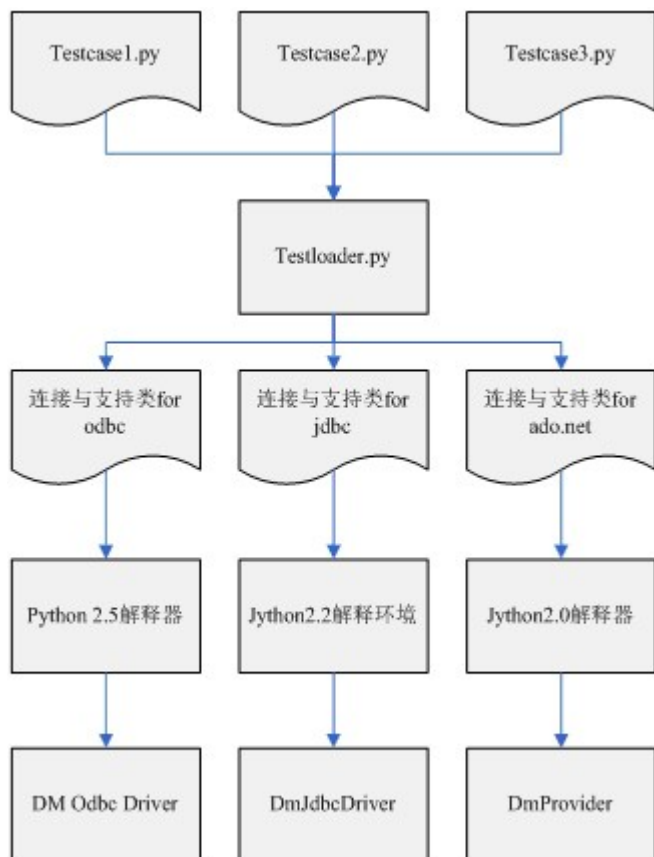 Testcase1.py
Testcase2.py
Testcase3.py
Testloader.py
连接与支持类for
odbc
连接与支持类for
jdbc
连接与支持类for
ado.net
Python 2.5解释器
Jython2.2解释环境
Jython2.0解释器
DM Odbc Driver
DmJdbcDriver
DmProvider